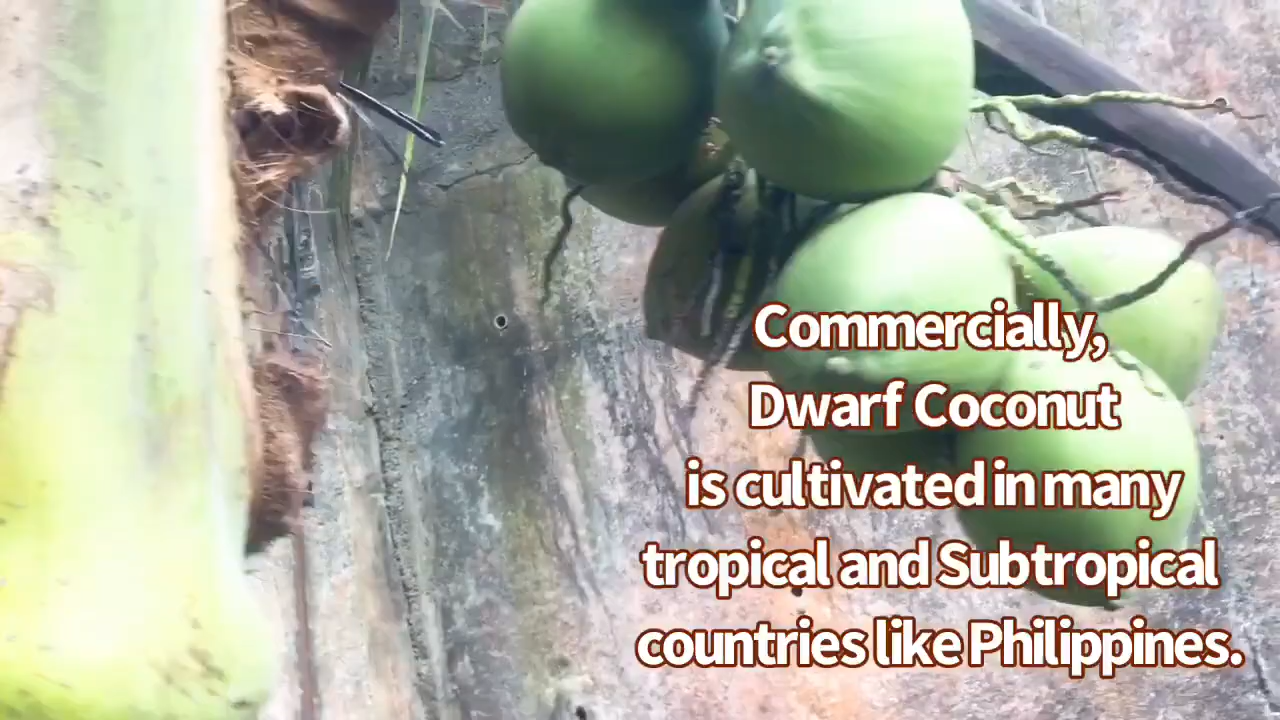 Commercially,
Dwarf Coconut
is cultivated in many
tropical and Subtropical
countries like Philippines.